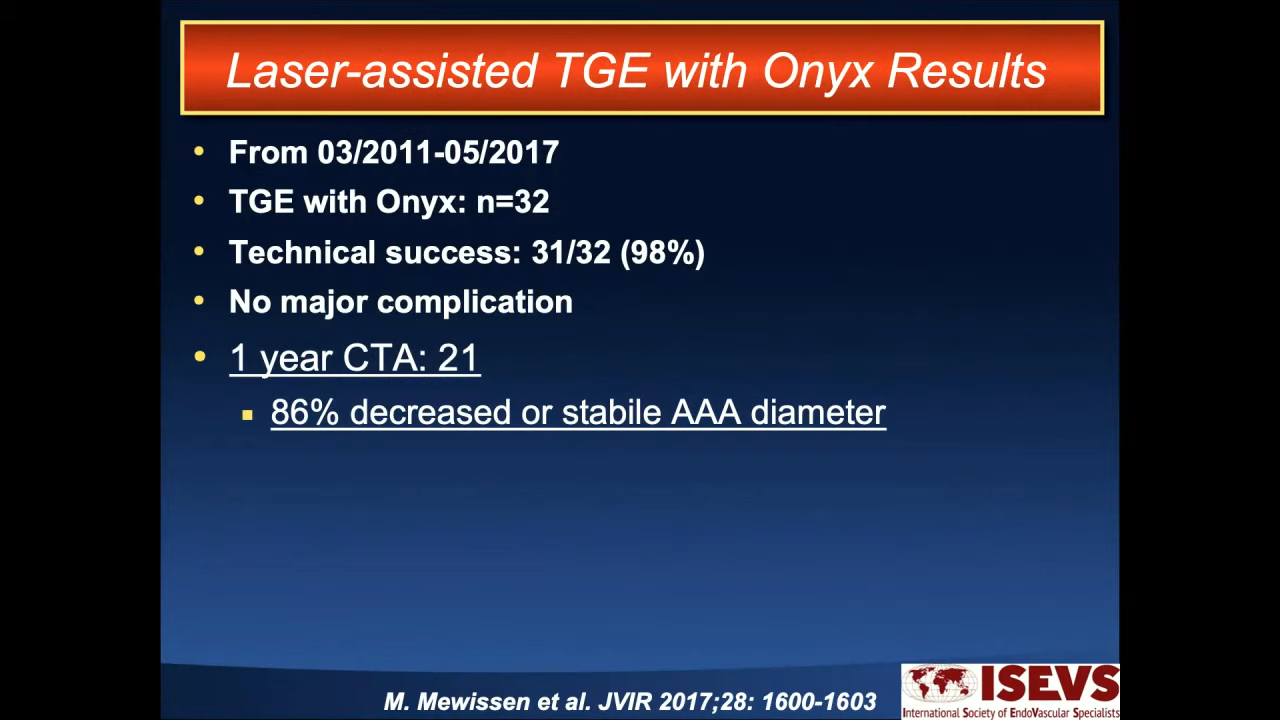 Laser-assisted TGE with Onyx Results
• From 03/2011-05/2017
• TGE with Onyx: n=32
• Technical success: 31/32 (98%)
• No major complication
• 1 year CTA: 21
▪ 86% decreased or stabile AAA diameter
M. Mewissen et al. JVIR 2017;28: 1600-1603
ISEVS
International Society of EndoVascular Specialists